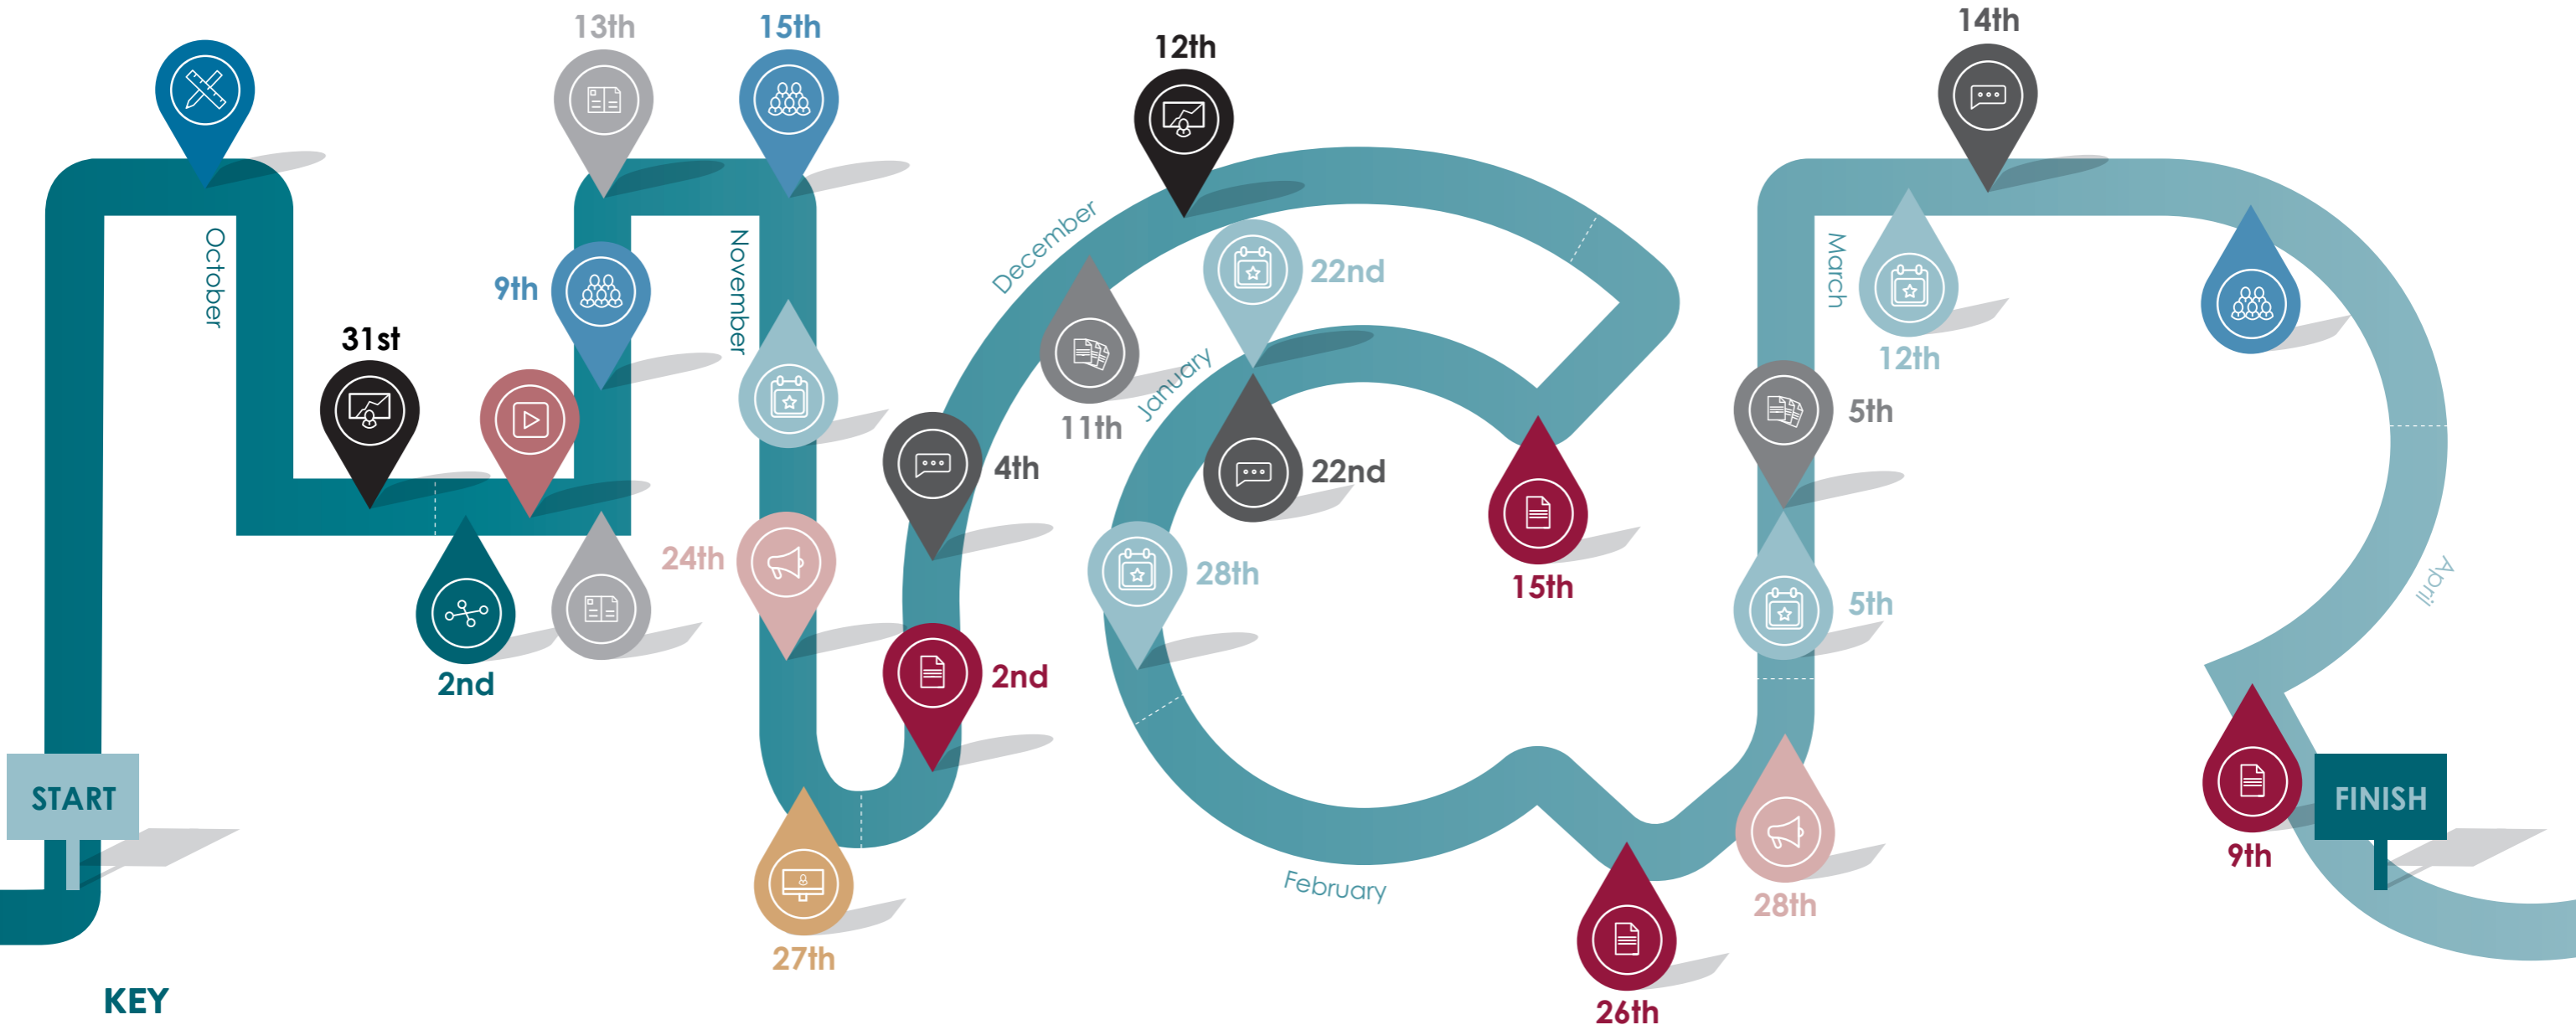 13th
15th
14th
12th
October
November
December
22nd
March
9th
31st
January
12th
11th
5th
4th
22nd
24th
28th
15th
5th
April
2nd
2nd
START
FINISH
9th
February
28th
27th
KEY
26th